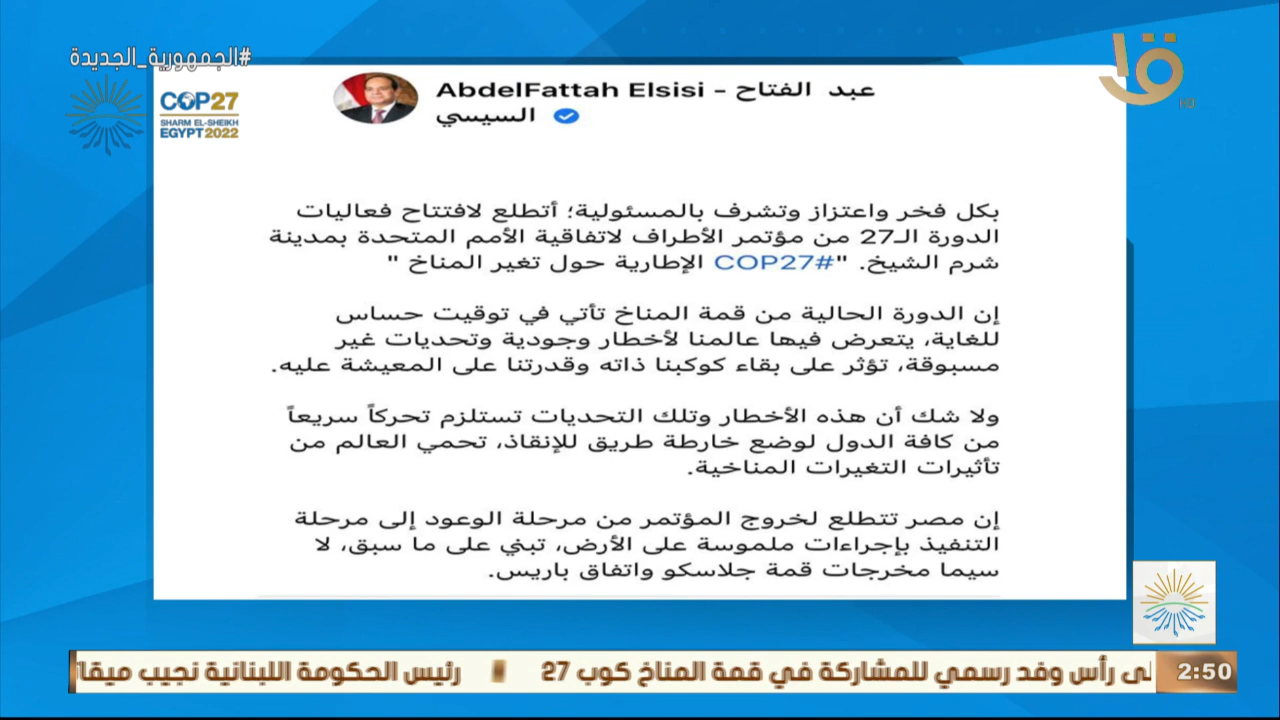 #الجمهورية_الجديدة
COP27
SHARM EL-SHEIKH
EGYPT 2022
AbdelFattah Elsisi - عبد الفتاح
السيسي
بكل فخر واعتزاز وتشرف بالمسئولية؛ أتطلع لافتتاح فعاليات
الدورة الـ27 من مؤتمر الأطراف لاتفاقية الأمم المتحدة بمدينة
شرم الشيخ. "#COP27 الإطارية حول تغير المناخ "
إن الدورة الحالية من قمة المناخ تأتي في توقيت حساس
للغاية، يتعرض فيها عالمنا لأخطار وجودية وتحديات غير
مسبوقة، تؤثر على بقاء كوكبنا ذاته وقدرتنا على المعيشة عليه.
ولا شك أن هذه الأخطار وتلك التحديات تستلزم تحركاً سريعاً
من كافة الدول لوضع خارطة طريق للإنقاذ، تحمي العالم من
تأثيرات التغيرات المناخية.
إن مصر تتطلع لخروج المؤتمر من مرحلة الوعود إلى مرحلة
التنفيذ بإجراءات ملموسة على الأرض، تبني على ما سبق، لا
سيما مخرجات قمة جلاسكو واتفاق باريس.
2:50
لى رأس وفد رسمي للمشاركة في قمة المناخ كوب 27 رئيس الحكومة اللبنانية نجيب ميقات